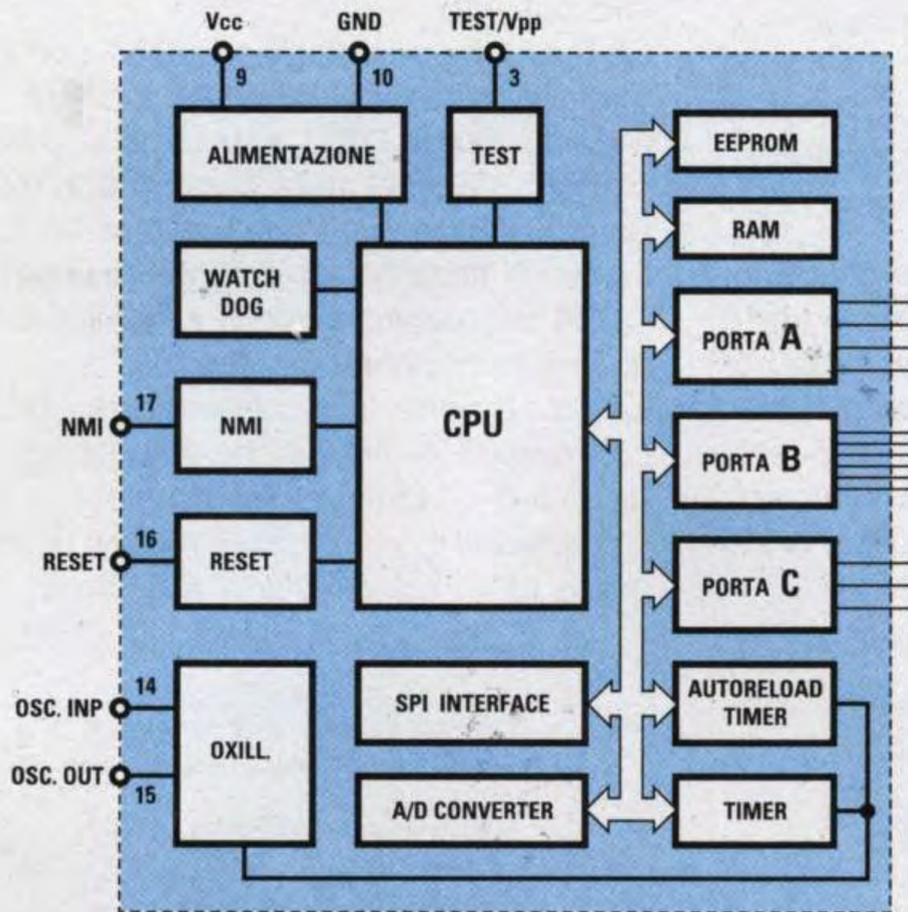 Vcc
GND
TEST/Vpp
9
10
3
ALIMENTAZIONE
TEST
EEPROM
RAM
WATCH
DOG
PORTA A
17
NMI
NMI
CPU
PORTA B
16
RESET
RESET
PORTA C
14
OSC. INP
OXILL.
SPI INTERFACE
AUTORELOAD
TIMER
OSC. OUT
15
A/D CONVERTER
TIMER